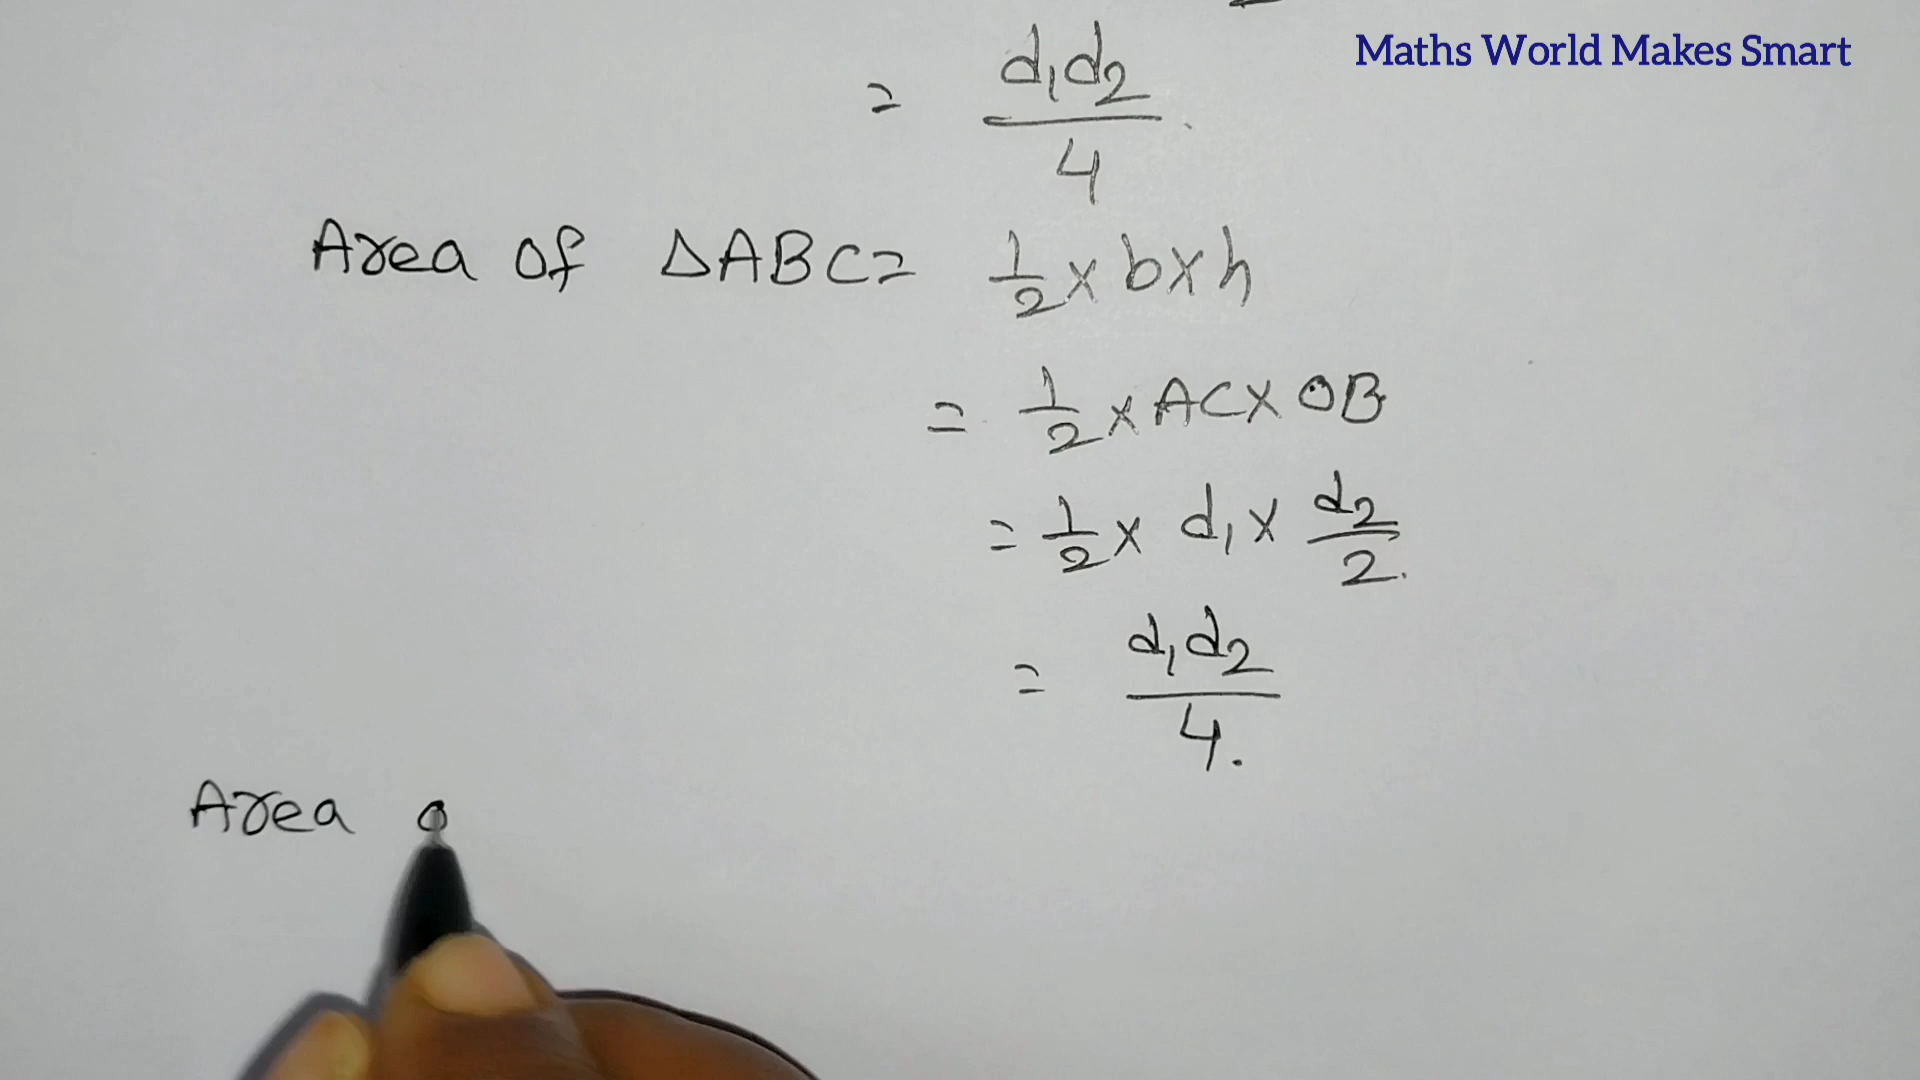 Maths World Makes Smart
= d₁d₂/4
Area of △ABC = 1/2 × b × h
= 1/2 × AC × OB
= 1/2 × d₁ × d₂/2.
= d₁d₂/4.
Area o